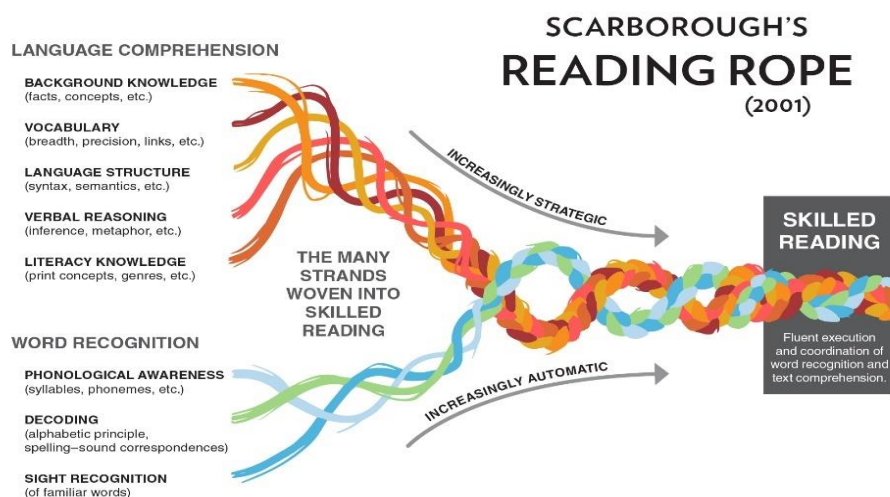 SCARBOROUGH'S
READING ROPE
(2001)
LANGUAGE COMPREHENSION
BACKGROUND KNOWLEDGE
(facts, concepts, etc.)
VOCABULARY
(breadth, precision, links, etc.)
LANGUAGE STRUCTURE
(syntax, semantics, etc.)
VERBAL REASONING
(inference, metaphor, etc.)
LITERACY KNOWLEDGE
(print concepts, genres, etc.)
THE MANY
STRANDS
WOVEN INTO
SKILLED
READING
WORD RECOGNITION
PHONOLOGICAL AWARENESS
(syllables, phonemes, etc.)
DECODING
(alphabetic principle,
spelling–sound correspondences)
SIGHT RECOGNITION
(of familiar words)
INCREASINGLY STRATEGIC
INCREASINGLY AUTOMATIC
SKILLED
READING
Fluent execution
and coordination of
word recognition and
text comprehension.